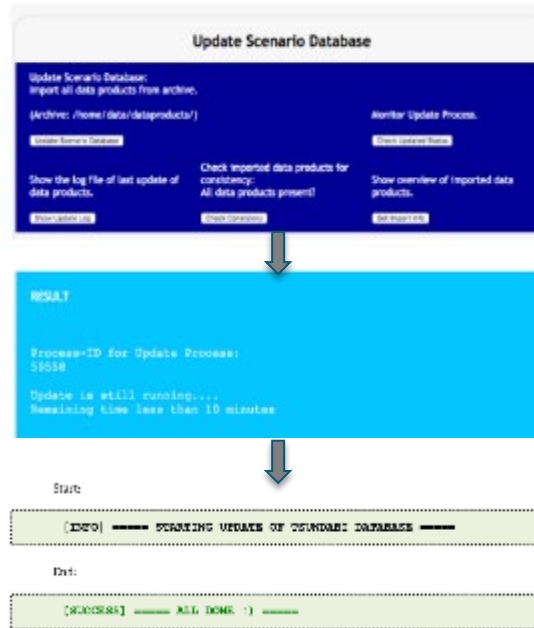 Update Scenario Database
Update Scenario Database:
Import all data products from archive.
(Archive: /home/data/dataproducts/)
Monitor Update Process.
Update Scenario Database
Check Updated Status
Show the log file of last update of
data products.
Check imported data products for
consistency:
All data products present?
Show overview of imported data
products.
Show Update Log
Check Consistency
Get Import Info
RESULT
Process-ID for Update Process:
59550
Update is still running....
Remaining time less than 10 minutes
Start:
[INFO] ===== STARTING UPDATE OF TSUNDABI DATABASE =====
End:
[SUCCESS] ===== ALL DONE :) =====